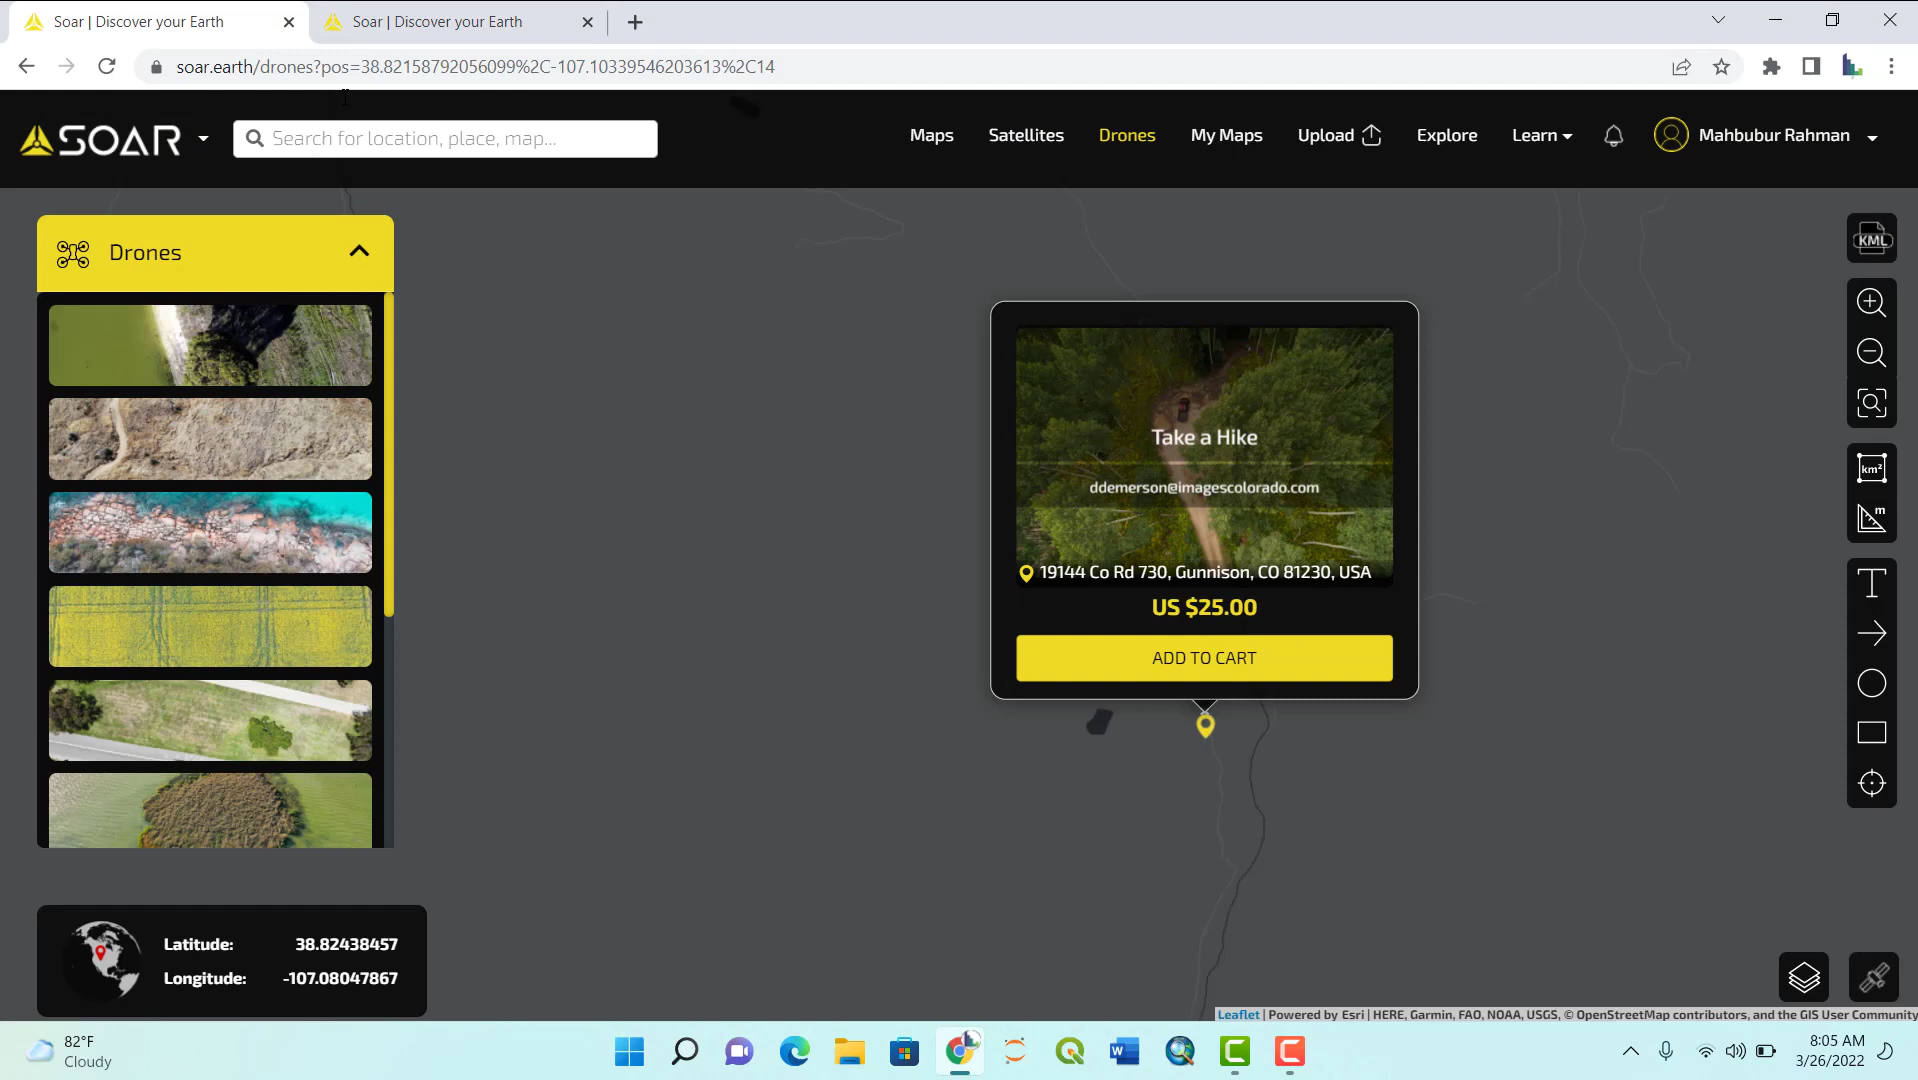 Soar | Discover your Earth
Soar | Discover your Earth
soar.earth/drones?pos=38.82158792056099%2C-107.10339546203613%2C14
SOAR
Search for location, place, map...
Maps
Satellites
Drones
My Maps
Upload
Explore
Learn
Mahbubur Rahman
Drones
KML
Take a Hike
ddemerson@imagescolorado.com
19144 Co Rd 730, Gunnison, CO 81230, USA
US $25.00
ADD TO CART
km²
m
T
Latitude: 38.82438457
Longitude: -107.08047867
Leaflet | Powered by Esri | HERE, Garmin, FAO, NOAA, USGS, © OpenStreetMap contributors, and the GIS User Community
82°F
Cloudy
8:05 AM
3/26/2022